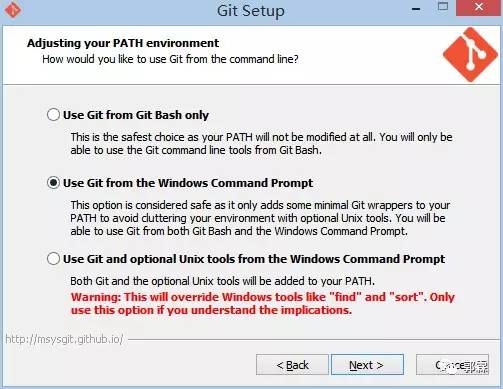 Git Setup
Adjusting your PATH environment
How would you like to use Git from the command line?
Use Git from Git Bash only
This is the safest choice as your PATH will not be modified at all. You will only
be able to use the Git command line tools from Git Bash.
Use Git from the Windows Command Prompt
This option is considered safe as it only adds some minimal Git wrappers to your
PATH to avoid cluttering your environment with optional Unix tools. You will be
able to use Git from both Git Bash and the Windows Command Prompt.
Use Git and optional Unix tools from the Windows Command Prompt
Both Git and the optional Unix tools will be added to your PATH.
Warning: This will override Windows tools like "find" and "sort". Only
use this option if you understand the implications.
http://msysgit.github.io/
< Back
Next >
郭霖